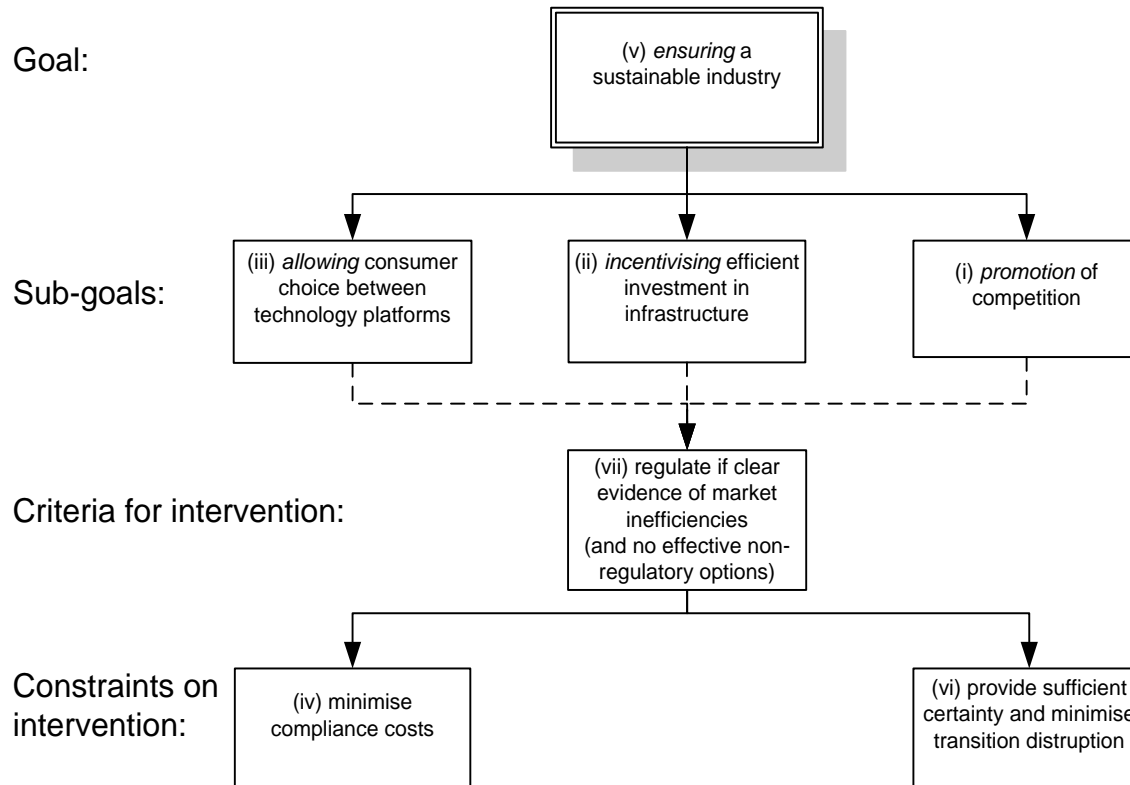 Goal:
(v) ensuring a
sustainable industry
Sub-goals:
(iii) allowing consumer
choice between
technology platforms
(ii) incentivising efficient
investment in
infrastructure
(i) promotion of
competition
Criteria for intervention:
(vii) regulate if clear
evidence of market
inefficiencies
(and no effective non-
regulatory options)
Constraints on
intervention:
(iv) minimise
compliance costs
(vi) provide sufficient
certainty and minimise
transition distruption